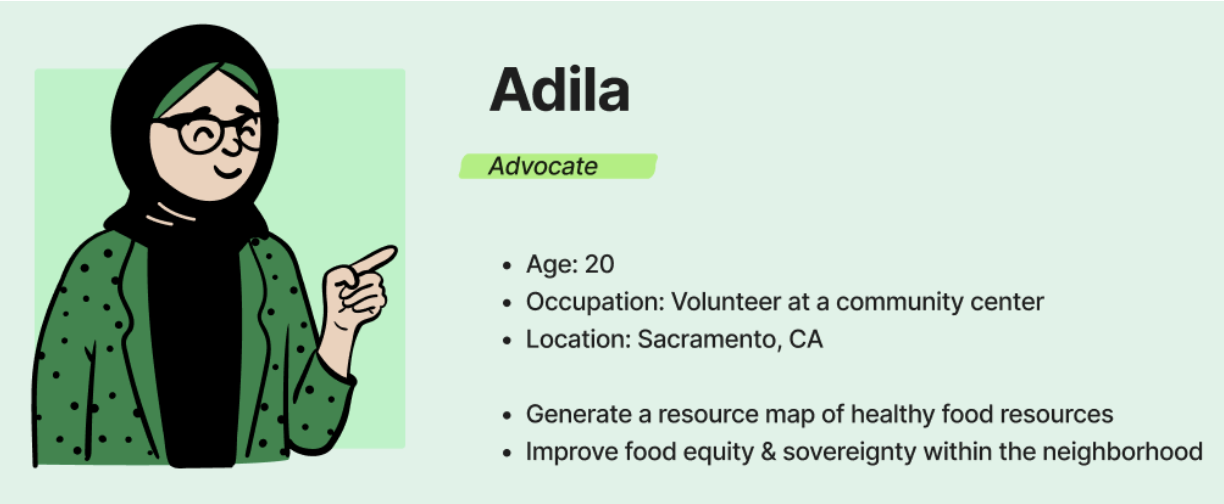 Adila
Advocate
• Age: 20
• Occupation: Volunteer at a community center
• Location: Sacramento, CA
• Generate a resource map of healthy food resources
• Improve food equity & sovereignty within the neighborhood